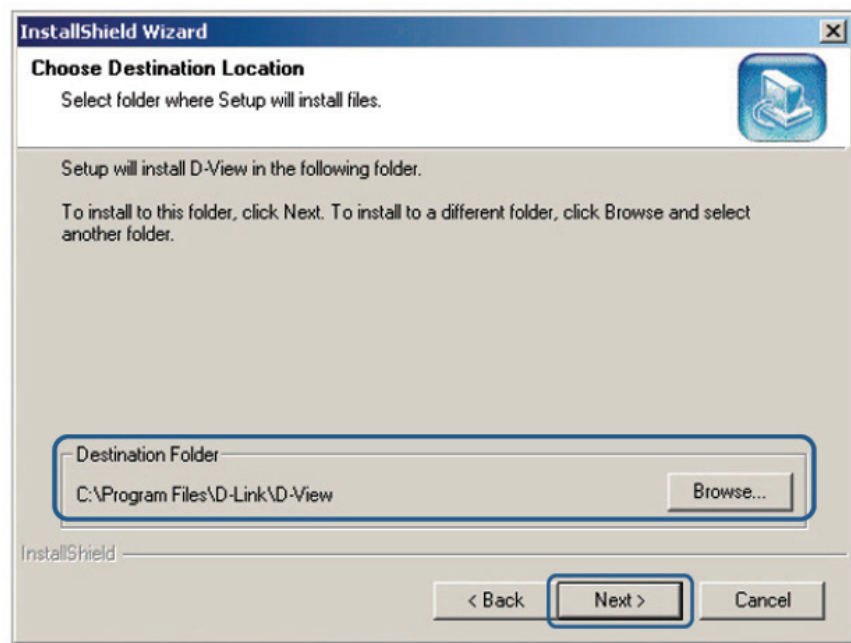 InstallShield Wizard
Choose Destination Location
Select folder where Setup will install files.
Setup will install D-View in the following folder.
To install to this folder, click Next. To install to a different folder, click Browse and select
another folder.
Destination Folder
C:\Program Files\D-Link\D-View
Browse...
InstallShield
< Back
Next >
Cancel